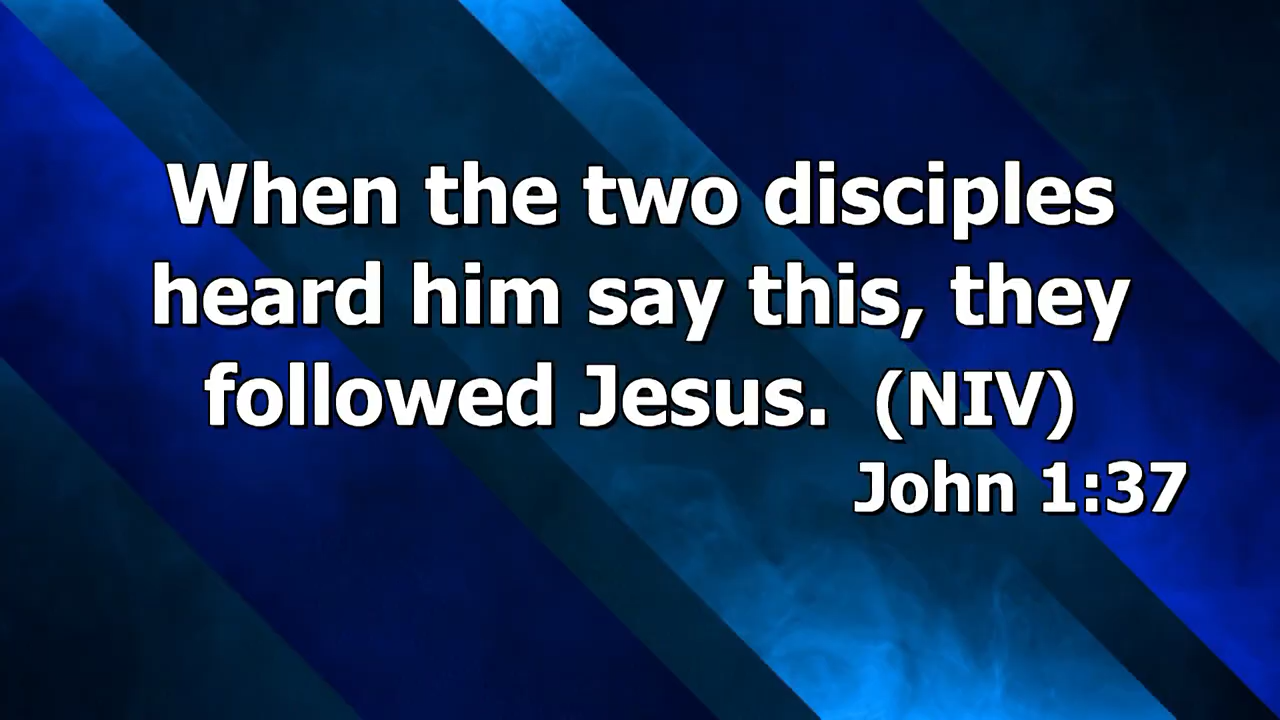 When the two disciples
heard him say this, they
followed Jesus. (NIV)
John 1:37